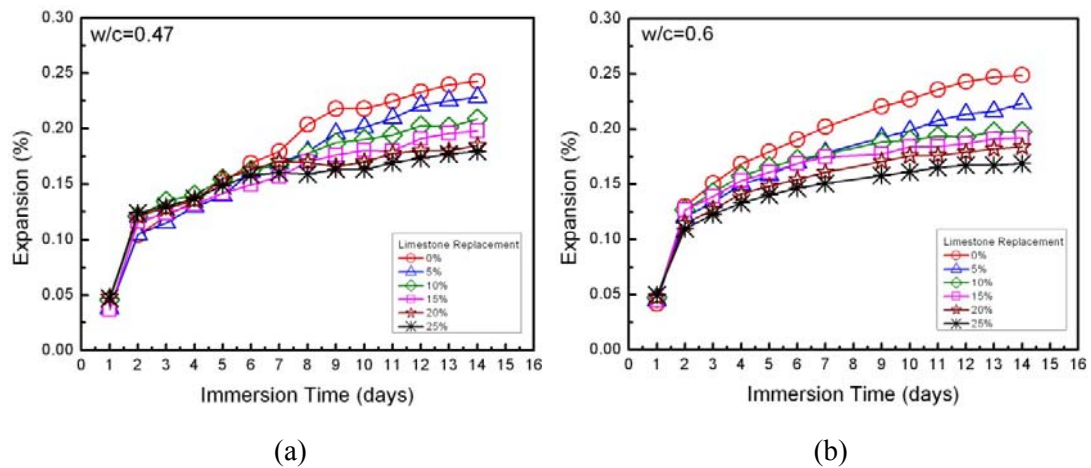 w/c=0.47
Expansion (%)
0.30
0.25
0.20
0.15
0.10
0.05
0.00
Limestone Replacement
0%
5%
10%
15%
20%
25%
0 1 2 3 4 5 6 7 8 9 10 11 12 13 14 15 16
Immersion Time (days)
(a)
w/c=0.6
Expansion (%)
0.30
0.25
0.20
0.15
0.10
0.05
0.00
Limestone Replacement
0%
5%
10%
15%
20%
25%
0 1 2 3 4 5 6 7 8 9 10 11 12 13 14 15 16
Immersion Time (days)
(b)